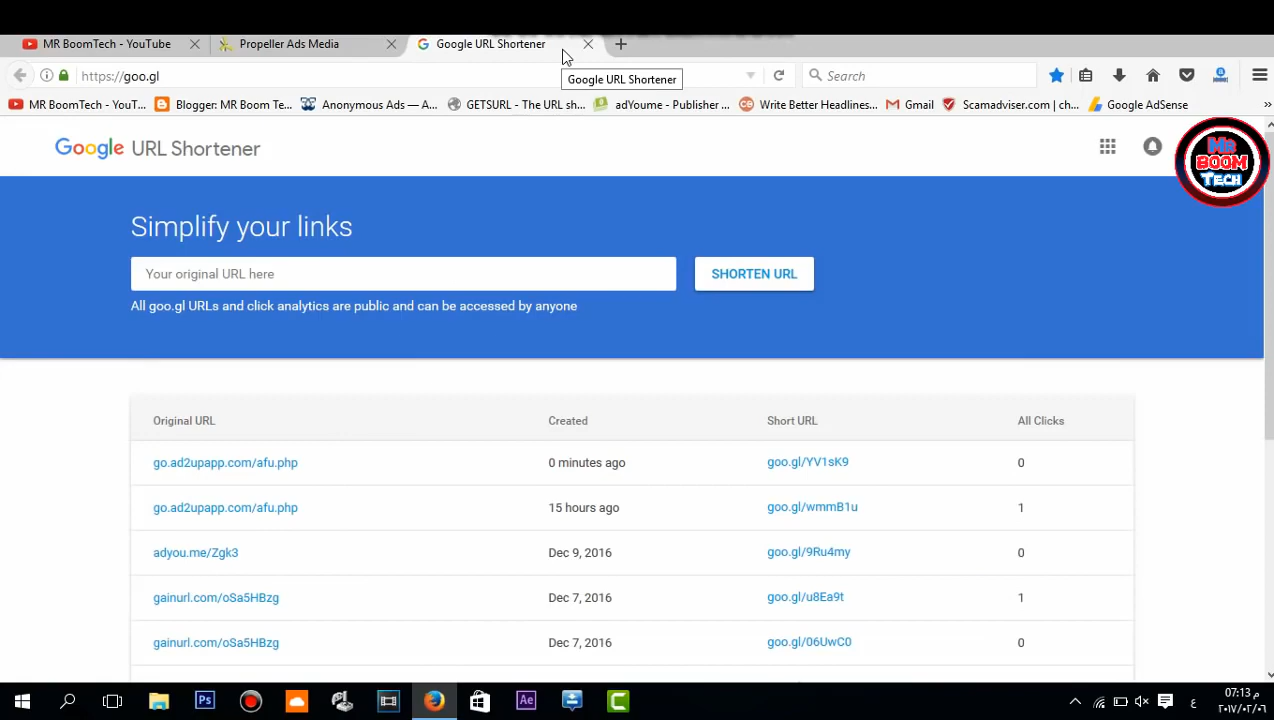 MR BoomTech - YouTube
Propeller Ads Media
Google URL Shortener
https://goo.gl
Google URL Shortener
Search
MR BoomTech - YouT...
Blogger: MR Boom Te...
Anonymous Ads — A...
GETSURL - The URL sh...
adYoume - Publisher ...
Write Better Headlines...
Gmail
Scamadviser.com | ch...
Google AdSense
Google URL Shortener
MR BOOM TECH
Simplify your links
Your original URL here
SHORTEN URL
All goo.gl URLs and click analytics are public and can be accessed by anyone
Original URL Created Short URL All Clicks
go.ad2upapp.com/afu.php 0 minutes ago goo.gl/YV1sK9 0
go.ad2upapp.com/afu.php 15 hours ago goo.gl/wmmB1u 1
adyou.me/Zgk3 Dec 9, 2016 goo.gl/9Ru4my 0
gainurl.com/oSa5HBzg Dec 7, 2016 goo.gl/u8Ea9t 1
gainurl.com/oSa5HBzg Dec 7, 2016 goo.gl/06UwC0 0
Ps
Ae
ع
07:13 م
٢٠١٧/٠٢/٠٦